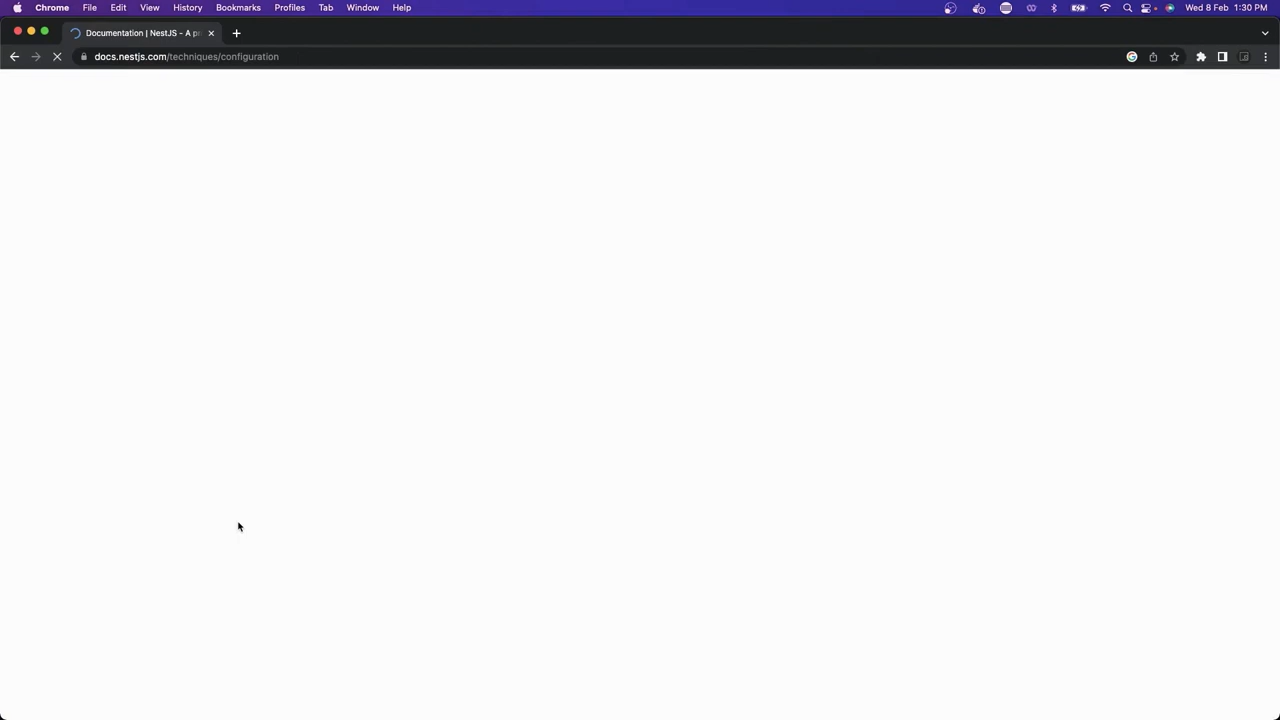 Chrome File Edit View History Bookmarks Profiles Tab Window Help Wed 8 Feb 1:30 PM
Documentation | NestJS - A pr
docs.nestjs.com/techniques/configuration